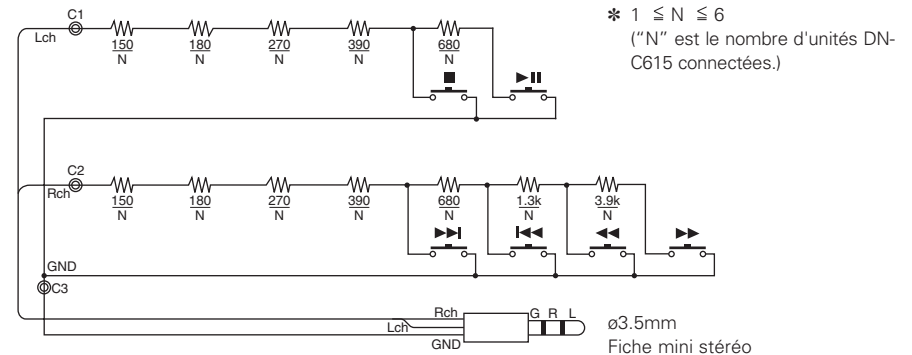 C1
Lch
150
N
180
N
270
N
390
N
680
N
✱ 1 ≦ N ≦ 6
("N" est le nombre d'unités DN-
C615 connectées.)
C2
Rch
150
N
180
N
270
N
390
N
680
N
1.3k
N
3.9k
N
GND
C3
Rch
Lch
GND
G R L
ø3.5mm
Fiche mini stéréo